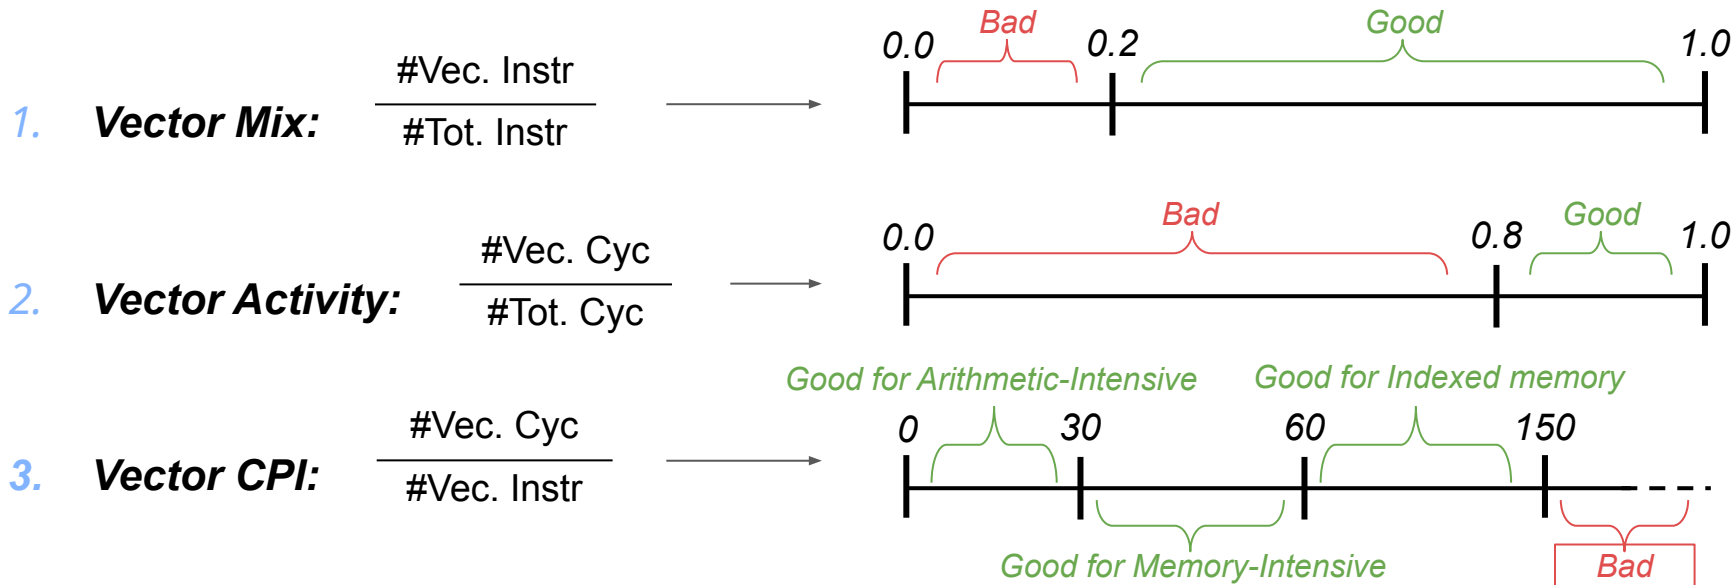 Bad
Good
0.0
0.2
1.0
1. Vector Mix: #Vec. Instr
#Tot. Instr
Bad
Good
0.0
0.8
1.0
2. Vector Activity: #Vec. Cyc
#Tot. Cyc
Good for Arithmetic-Intensive
Good for Indexed memory
0
30
60
150
3. Vector CPI: #Vec. Cyc
#Vec. Instr
Good for Memory-Intensive
Bad